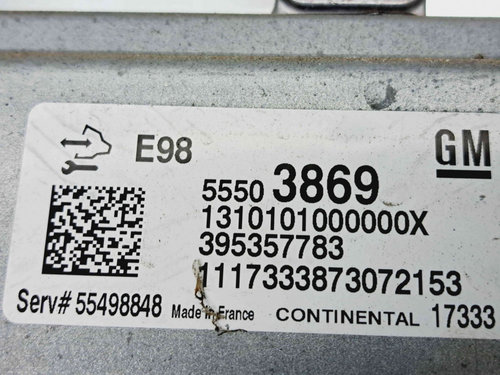 E98
GM
5550 3869
1310101000000X
395357783
1117333873072153
Serv# 55498848 Made in France CONTINENTAL 17333